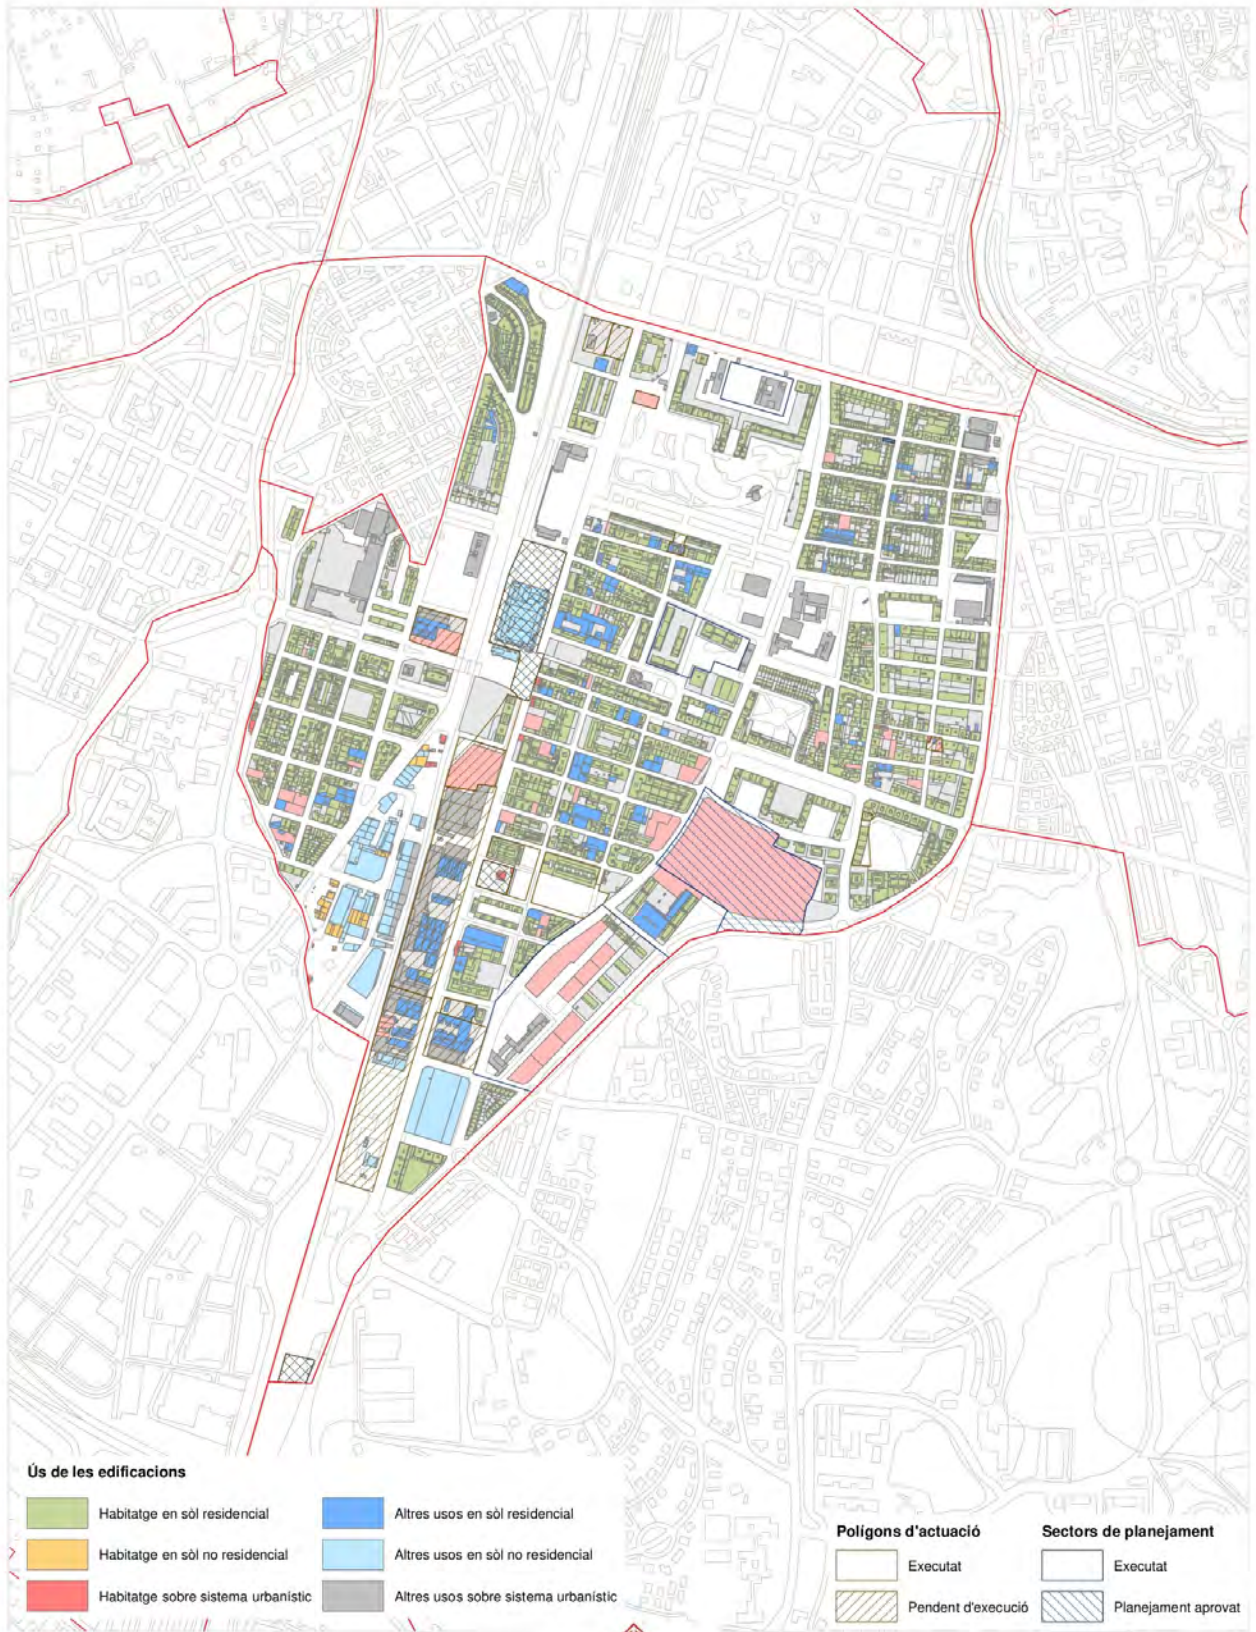 Ús de les edificacions
Habitatge en sòl residencial
Habitatge en sòl no residencial
Habitatge sobre sistema urbanístic
Altres usos en sòl residencial
Altres usos en sòl no residencial
Altres usos sobre sistema urbanístic
Polígons d'actuació
Executat
Pendent d'execució
Sectors de planejament
Executat
Planejament aprovat